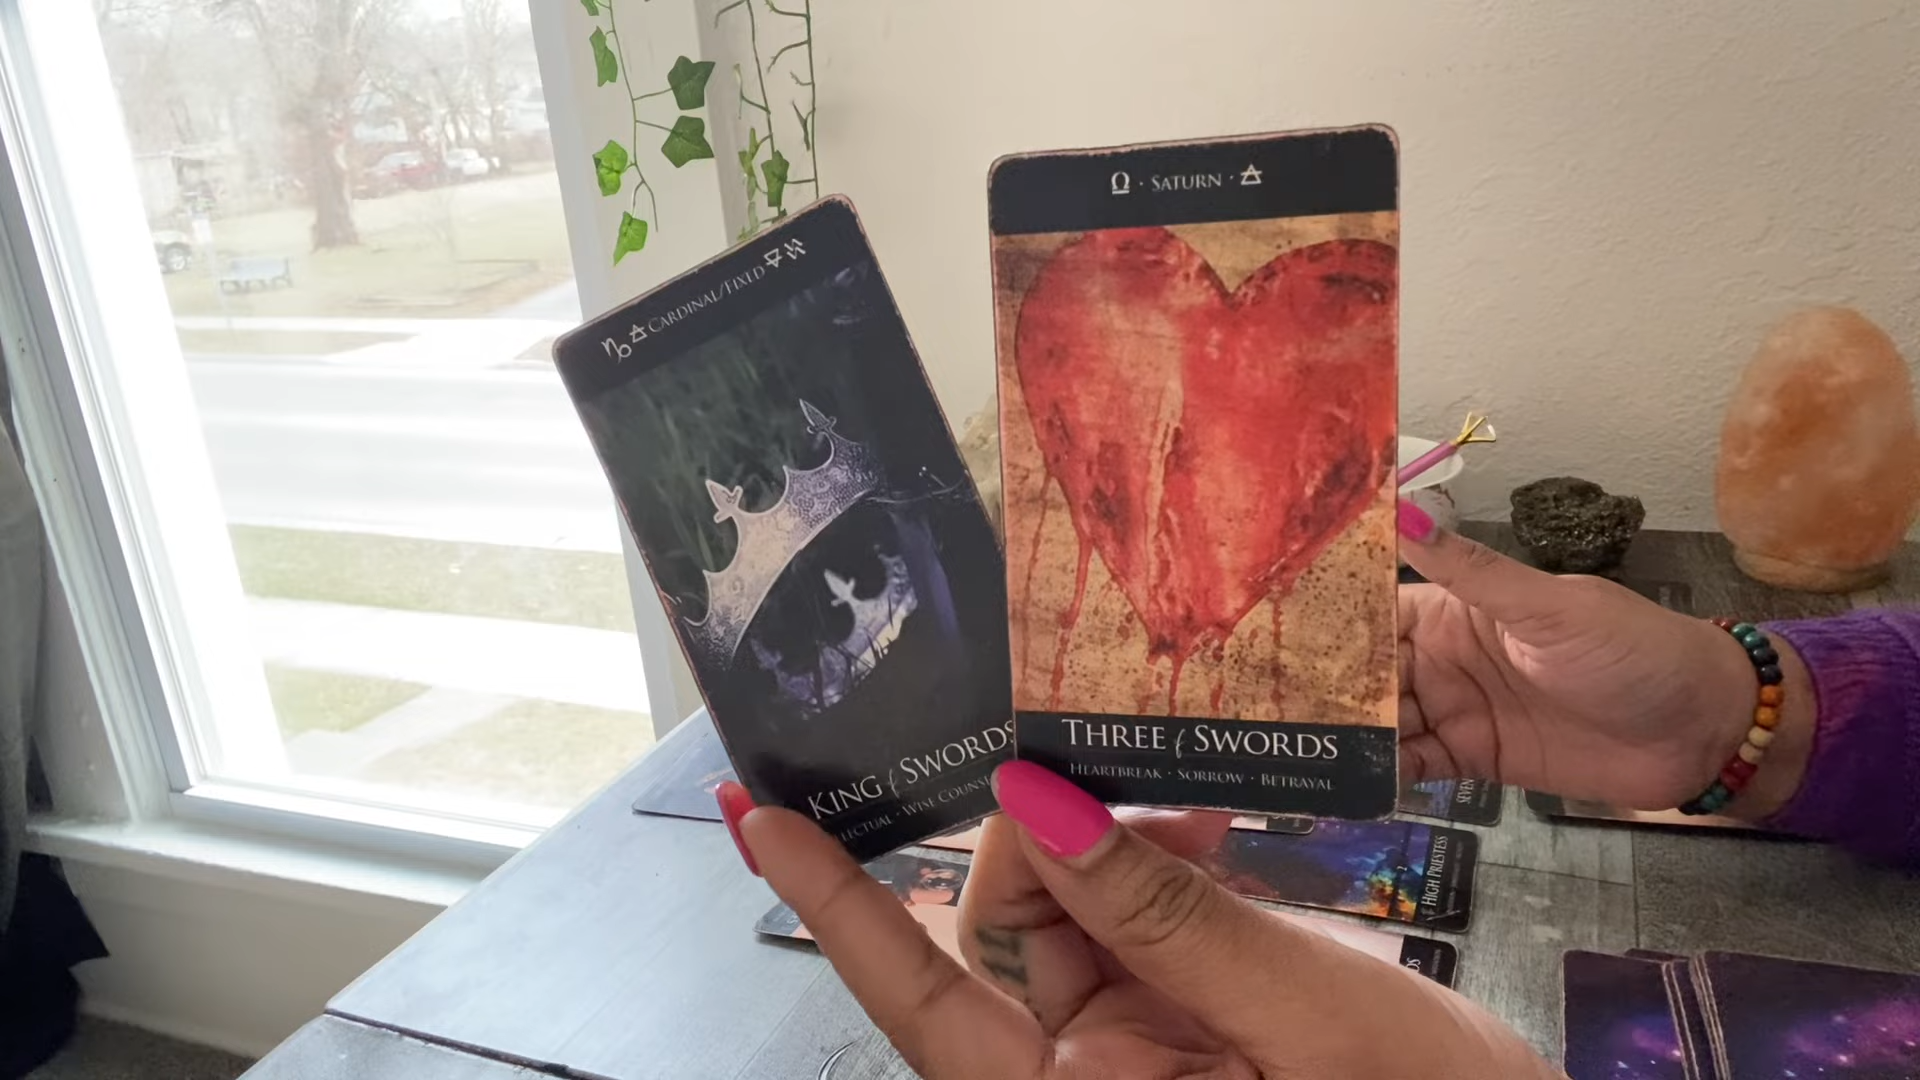 CARDINAL/FIXED
KING of SWORDS
LECTUAL · WISE COUNS
SATURN
THREE of SWORDS
HEARTBREAK · SORROW · BETRAYAL
SEVEN
HIGH PRIESTESS